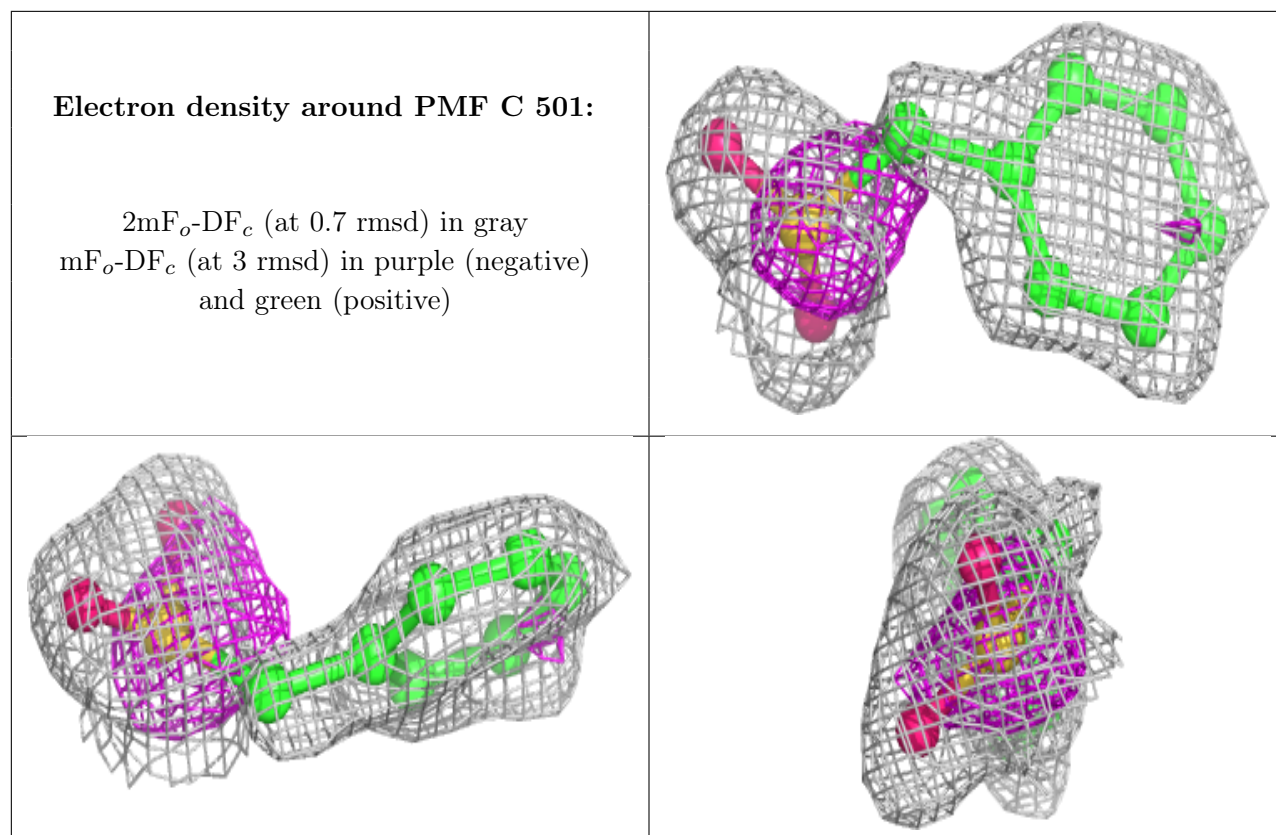 Electron density around PMF C 501:
2mFo-DFc (at 0.7 rmsd) in gray
mFo-DFc (at 3 rmsd) in purple (negative)
and green (positive)